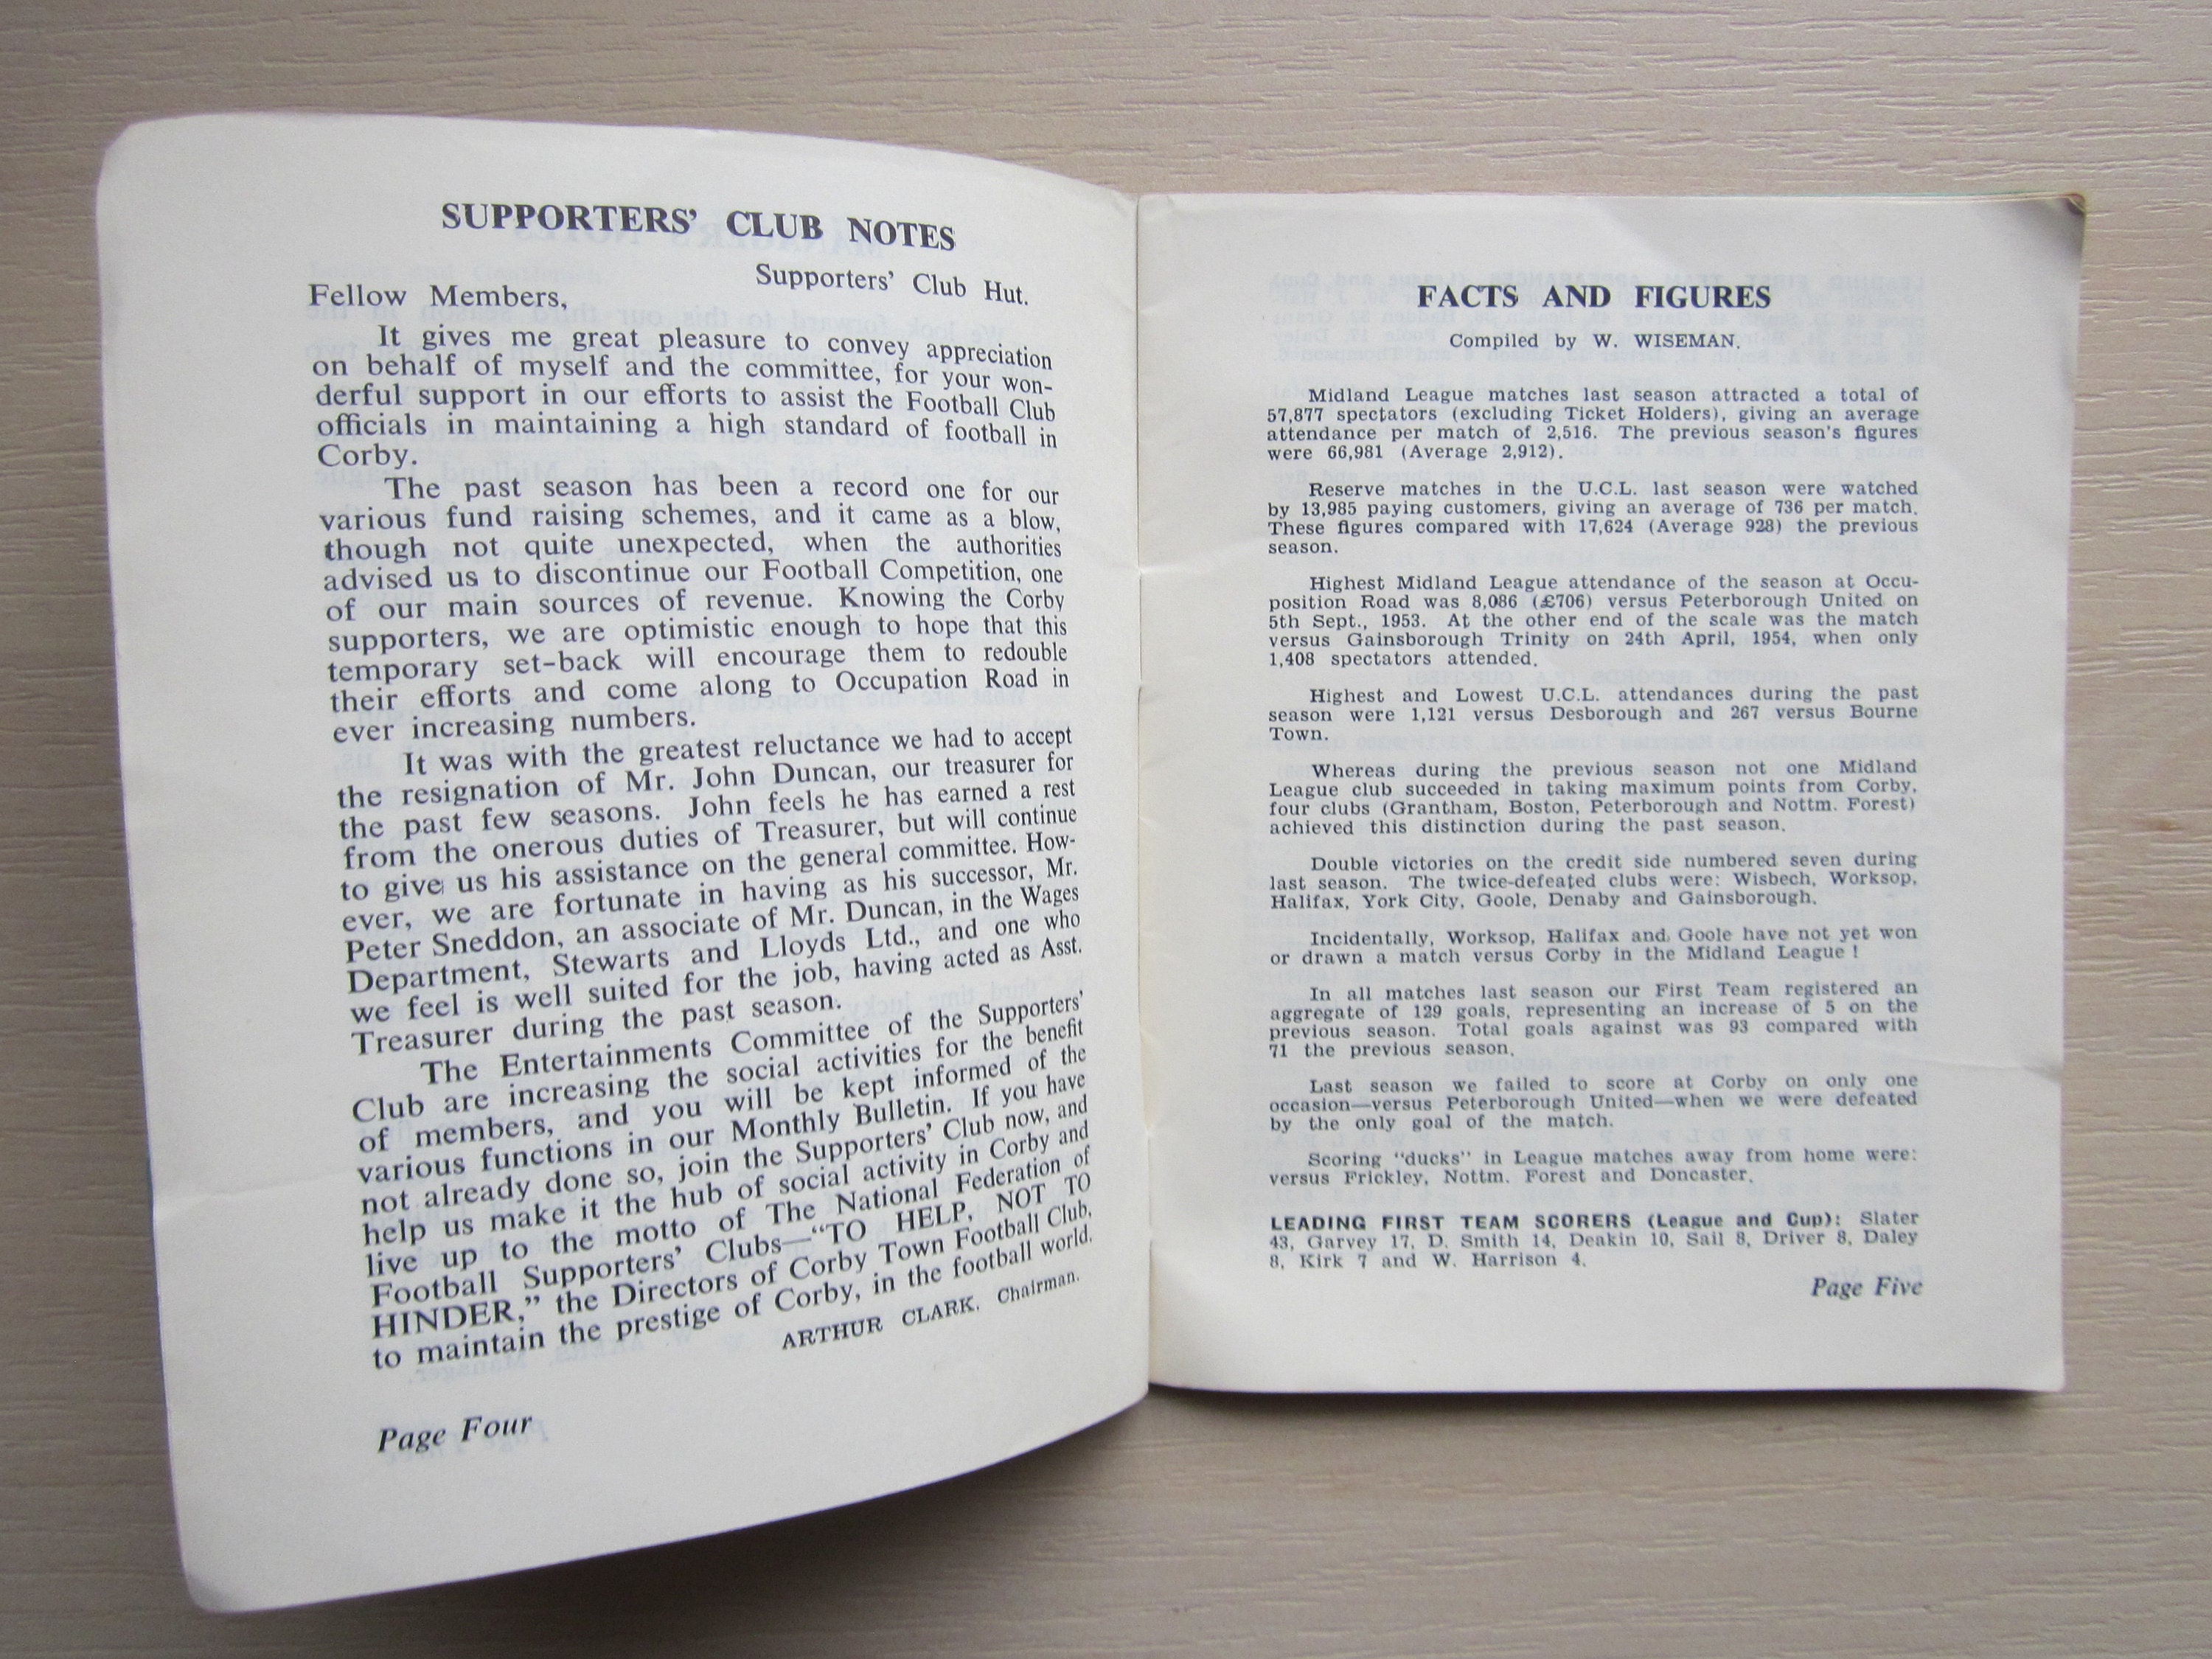 SUPPORTERS' CLUB NOTES
Supporters' Club Hut.
Fellow Members,
It gives me great pleasure to convey appreciation
on behalf of myself and the committee, for your won-
derful support in our efforts to assist the Football Club
officials in maintaining a high standard of football in
Corby.
The past season has been a record one for our
various fund raising schemes, and it came as a blow,
though not quite unexpected, when the authorities
advised us to discontinue our Football Competition, one
of our main sources of revenue. Knowing the Corby
supporters, we are optimistic enough to hope that this
temporary set-back will encourage them to redouble
their efforts and come along to Occupation Road in
ever increasing numbers.
It was with the greatest reluctance we had to accept
the resignation of Mr. John Duncan, our treasurer for
the past few seasons. John feels he has earned a rest
from the onerous duties of Treasurer, but will continue
to give us his assistance on the general committee. How-
ever, we are fortunate in having as his successor, Mr.
Peter Sneddon, an associate of Mr. Duncan, in the Wages
Department, Stewarts and Lloyds Ltd., and one who
we feel is well suited for the job, having acted as Asst.
Treasurer during the past season.
The Entertainments Committee of the Supporters'
Club are increasing the social activities for the benefit
of members, and you will be kept informed of the
various functions in our Monthly Bulletin. If you have
not already done so, join the Supporters' Club now, and
help us make it the hub of social activity in Corby and
live up to the motto of The National Federation of
Football Supporters' Clubs—"TO HELP, NOT TO
HINDER," the Directors of Corby Town Football Club,
to maintain the prestige of Corby, in the football world.
ARTHUR CLARK, Chairman.
Page Four
FACTS AND FIGURES
Compiled by W. WISEMAN.
Midland League matches last season attracted a total of
57,877 spectators (excluding Ticket Holders), giving an average
attendance per match of 2,516. The previous season's figures
were 66,981 (Average 2,912).
Reserve matches in the U.C.L. last season were watched
by 13,985 paying customers, giving an average of 736 per match.
These figures compared with 17,624 (Average 928) the previous
season.
Highest Midland League attendance of the season at Occu-
position Road was 8,086 (£706) versus Peterborough United on
5th Sept., 1953. At the other end of the scale was the match
versus Gainsborough Trinity on 24th April, 1954, when only
1,408 spectators attended.
Highest and Lowest U.C.L. attendances during the past
season were 1,121 versus Desborough and 267 versus Bourne
Town.
Whereas during the previous season not one Midland
League club succeeded in taking maximum points from Corby,
four clubs (Grantham, Boston, Peterborough and Nottm. Forest)
achieved this distinction during the past season.
Double victories on the credit side numbered seven during
last season. The twice-defeated clubs were: Wisbech, Worksop,
Halifax, York City, Goole, Denaby and Gainsborough.
Incidentally, Worksop, Halifax and Goole have not yet won
or drawn a match versus Corby in the Midland League !
In all matches last season our First Team registered an
aggregate of 129 goals, representing an increase of 5 on the
previous season. Total goals against was 93 compared with
71 the previous season.
Last season we failed to score at Corby on only one
occasion—versus Peterborough United—when we were defeated
by the only goal of the match.
Scoring "ducks" in League matches away from home were:
versus Frickley, Nottm. Forest and Doncaster.
LEADING FIRST TEAM SCORERS (League and Cup): Slater
43, Garvey 17, D. Smith 14, Deakin 10, Sail 8, Driver 8, Daley
8, Kirk 7 and W. Harrison 4.
Page Five